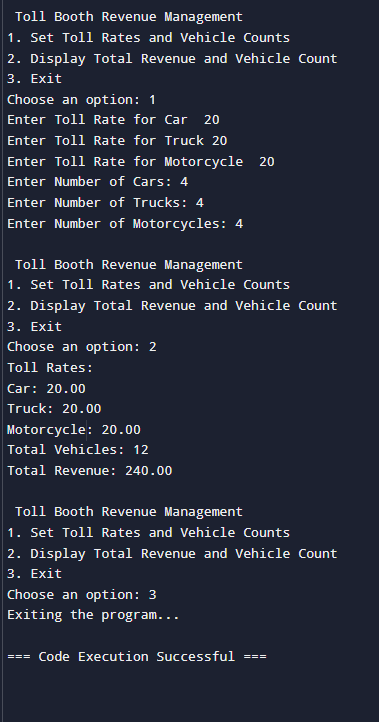 Toll Booth Revenue Management
1. Set Toll Rates and Vehicle Counts
2. Display Total Revenue and Vehicle Count
3. Exit
Choose an option: 1
Enter Toll Rate for Car  20
Enter Toll Rate for Truck 20
Enter Toll Rate for Motorcycle  20
Enter Number of Cars: 4
Enter Number of Trucks: 4
Enter Number of Motorcycles: 4

Toll Booth Revenue Management
1. Set Toll Rates and Vehicle Counts
2. Display Total Revenue and Vehicle Count
3. Exit
Choose an option: 2
Toll Rates:
Car: 20.00
Truck: 20.00
Motorcycle: 20.00
Total Vehicles: 12
Total Revenue: 240.00

Toll Booth Revenue Management
1. Set Toll Rates and Vehicle Counts
2. Display Total Revenue and Vehicle Count
3. Exit
Choose an option: 3
Exiting the program...

=== Code Execution Successful ===